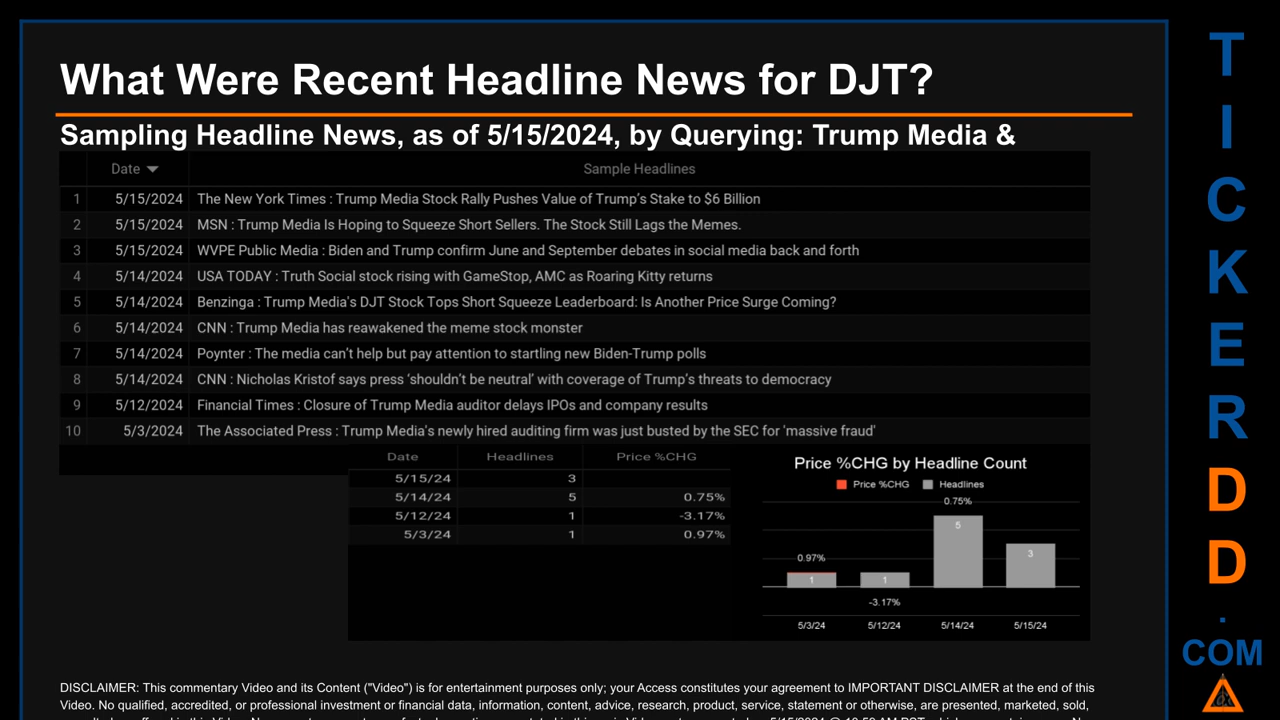 What Were Recent Headline News for DJT?
Sampling Headline News, as of 5/15/2024, by Querying: Trump Media &
Date Sample Headlines
1 5/15/2024 The New York Times : Trump Media Stock Rally Pushes Value of Trump's Stake to $6 Billion
2 5/15/2024 MSN : Trump Media Is Hoping to Squeeze Short Sellers. The Stock Still Lags the Memes.
3 5/15/2024 WVPE Public Media : Biden and Trump confirm June and September debates in social media back and forth
4 5/14/2024 USA TODAY : Truth Social stock rising with GameStop, AMC as Roaring Kitty returns
5 5/14/2024 Benzinga : Trump Media's DJT Stock Tops Short Squeeze Leaderboard: Is Another Price Surge Coming?
6 5/14/2024 CNN : Trump Media has reawakened the meme stock monster
7 5/14/2024 Poynter : The media can't help but pay attention to startling new Biden-Trump polls
8 5/14/2024 CNN : Nicholas Kristof says press 'shouldn't be neutral' with coverage of Trump's threats to democracy
9 5/12/2024 Financial Times : Closure of Trump Media auditor delays IPOs and company results
10 5/3/2024 The Associated Press : Trump Media's newly hired auditing firm was just busted by the SEC for 'massive fraud'
Date Headlines Price %CHG
5/15/24 3
5/14/24 5 0.75%
5/12/24 1 -3.17%
5/3/24 1 0.97%
Price %CHG by Headline Count
Price %CHG Headlines
0.75%
5
0.97%
3
1 1
-3.17%
5/3/24 5/12/24 5/14/24 5/15/24
DISCLAIMER: This commentary Video and its Content ("Video") is for entertainment purposes only; your Access constitutes your agreement to IMPORTANT DISCLAIMER at the end of this
Video. No qualified, accredited, or professional investment or financial data, information, content, advice, research, product, service, statement or otherwise, are presented, marketed, sold,
T
I
C
K
E
R
D
D
.
COM